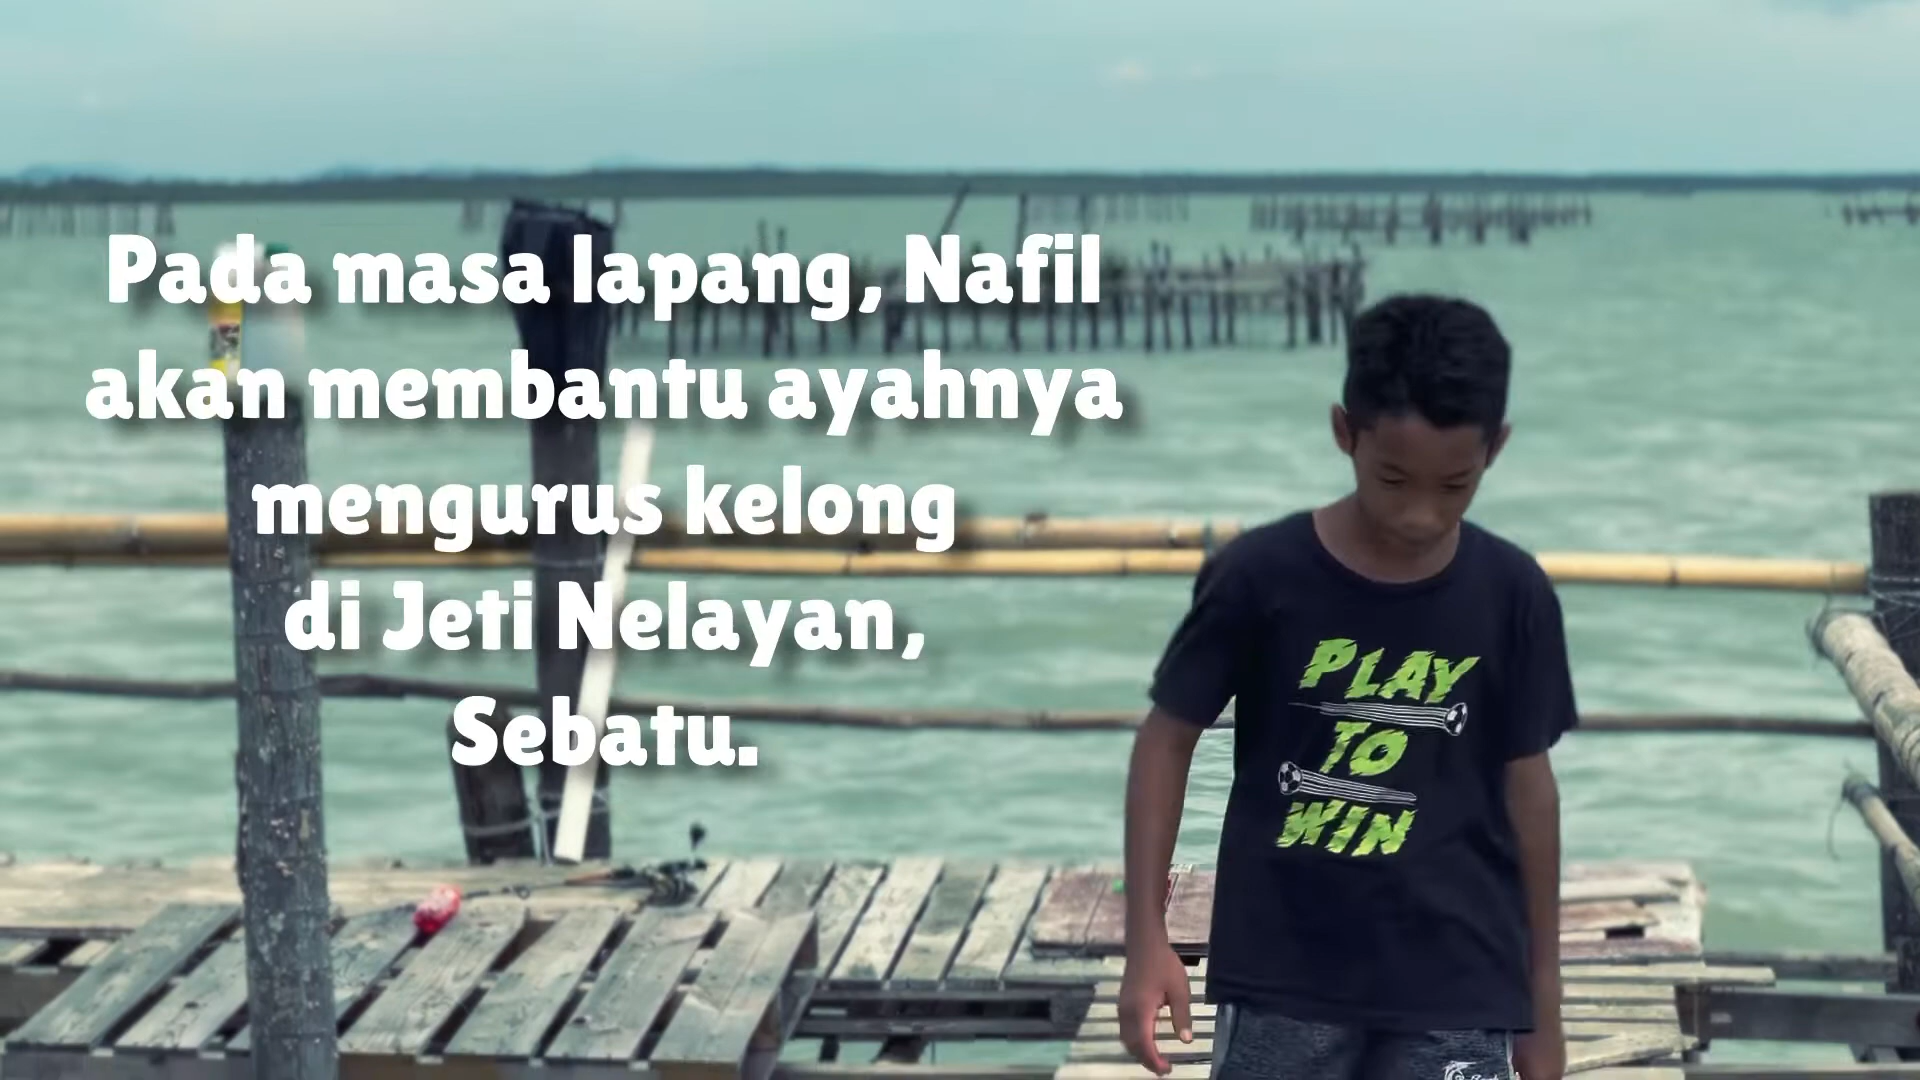 Pada masa lapang, Nafil
akan membantu ayahnya
mengurus kelong
di Jeti Nelayan,
Sebatu.
PLAY
TO
WIN